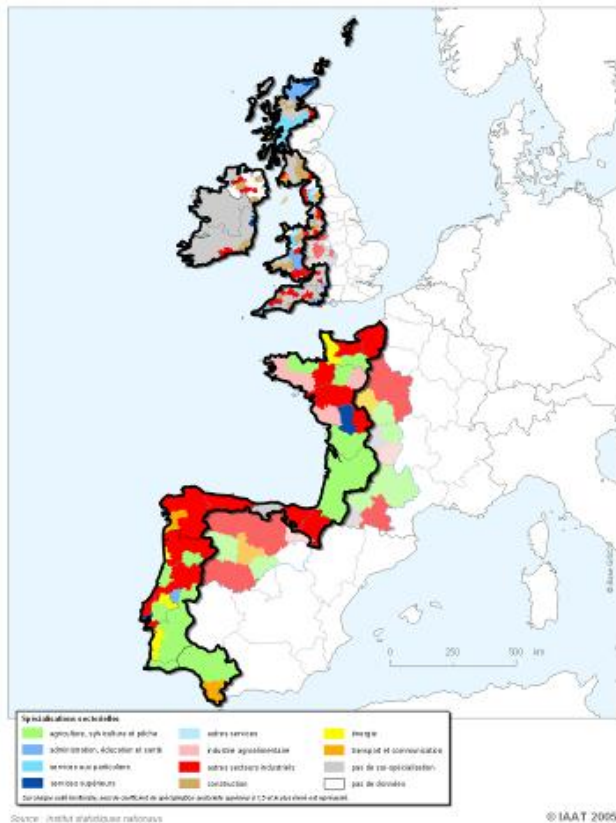 0 250 500 km
Spécialisations sectorielles
agriculture, sylviculture et pêche
administration, éducation et santé
services aux particuliers
services supérieurs
autres services
industrie agroalimentaire
autres secteurs industriels
construction
énergie
transport et communication
pas de sur-spécialisation
pas de données
Source : instituts statistiques nationaux
© IAAT 2005